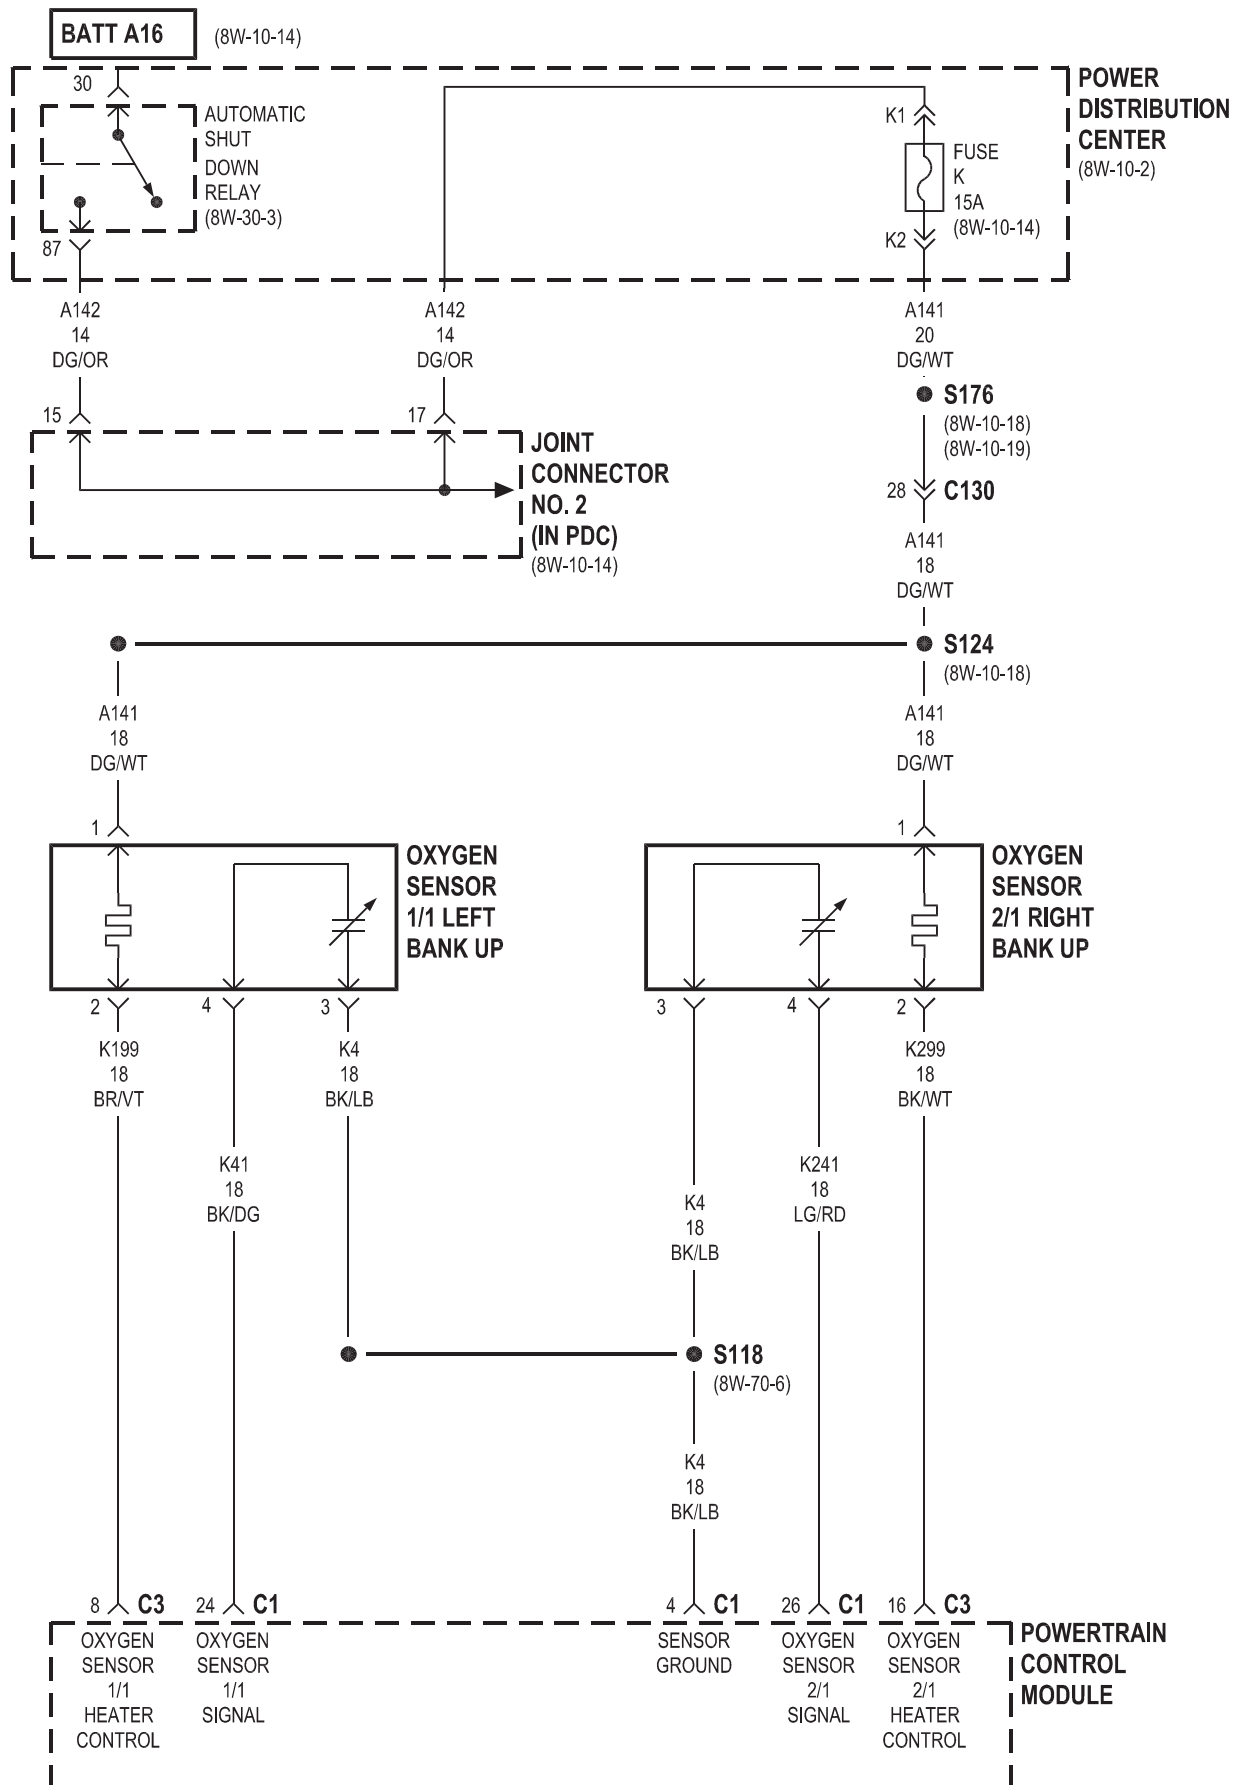 BATT A16
(8W-10-14)
30
AUTOMATIC
SHUT
DOWN
RELAY
(8W-30-3)
87
K1
FUSE
K
15A
(8W-10-14)
K2
POWER
DISTRIBUTION
CENTER
(8W-10-2)
A142
14
DG/OR
A142
14
DG/OR
A141
20
DG/WT
15
17
JOINT
CONNECTOR
NO. 2
(IN PDC)
(8W-10-14)
S176
(8W-10-18)
(8W-10-19)
28
C130
A141
18
DG/WT
S124
(8W-10-18)
A141
18
DG/WT
A141
18
DG/WT
1
OXYGEN
SENSOR
1/1 LEFT
BANK UP
1
OXYGEN
SENSOR
2/1 RIGHT
BANK UP
2
4
3
3
4
2
K199
18
BR/VT
K4
18
BK/LB
K299
18
BK/WT
K41
18
BK/DG
K4
18
BK/LB
K241
18
LG/RD
S118
(8W-70-6)
K4
18
BK/LB
8
C3
24
C1
4
C1
26
C1
16
C3
OXYGEN
SENSOR
1/1
HEATER
CONTROL
OXYGEN
SENSOR
1/1
SIGNAL
SENSOR
GROUND
OXYGEN
SENSOR
2/1
SIGNAL
OXYGEN
SENSOR
2/1
HEATER
CONTROL
POWERTRAIN
CONTROL
MODULE